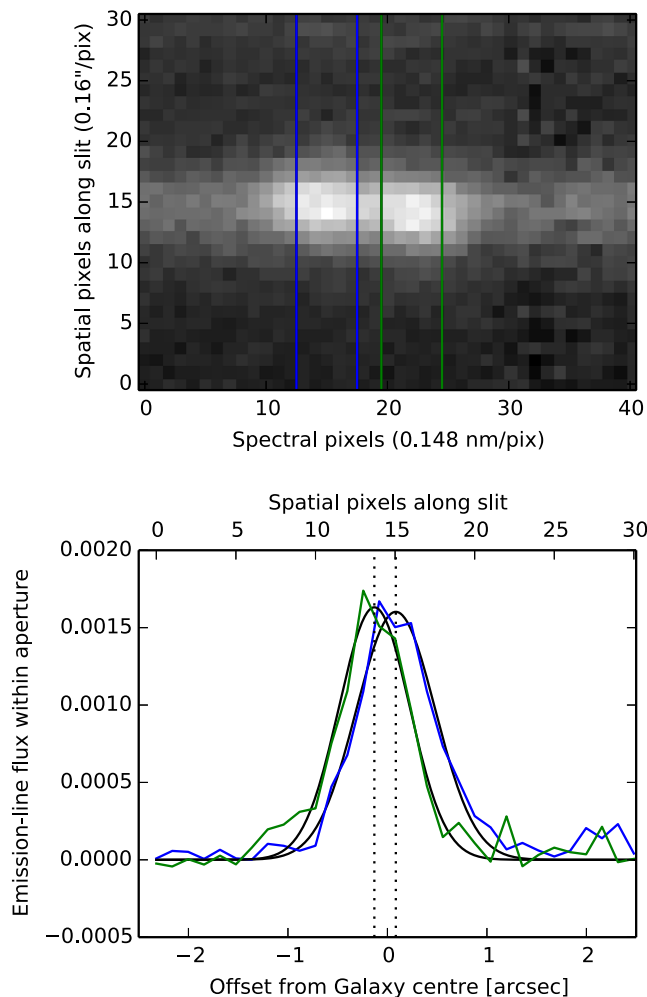 30
25
20
15
10
5
0
Spatial pixels along slit (0.16"/pix)
0 10 20 30 40
Spectral pixels (0.148 nm/pix)
Spatial pixels along slit
0 5 10 15 20 25 30
0.0020
0.0015
0.0010
0.0005
0.0000
−0.0005
Emission-line flux within aperture
−2 −1 0 1 2
Offset from Galaxy centre [arcsec]